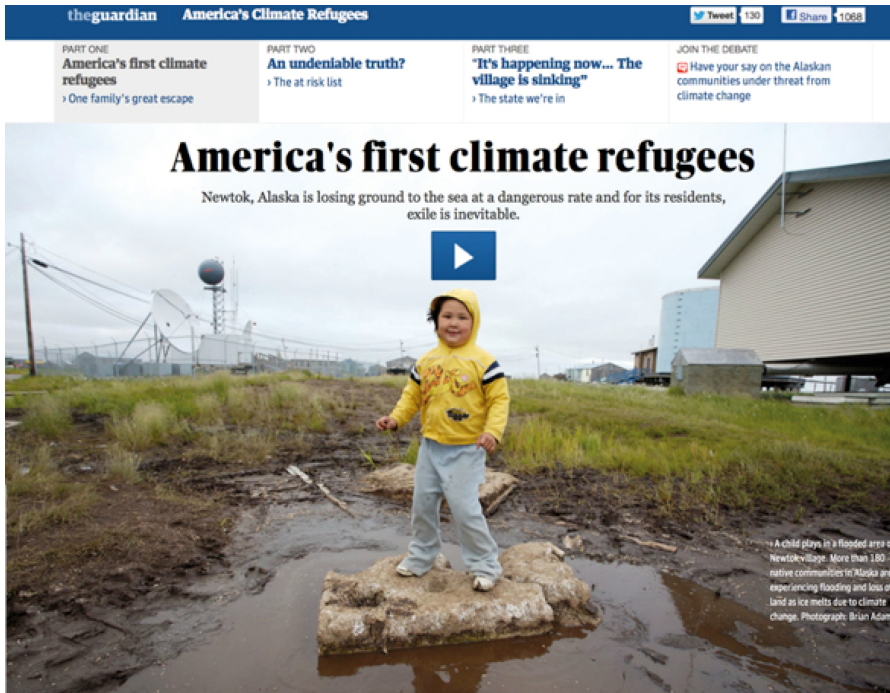 theguardian America's Climate Refugees Tweet 130 Share 1068
PART ONE
America's first climate
refugees
› One family's great escape
PART TWO
An undeniable truth?
› The at risk list
PART THREE
"It's happening now... The
village is sinking”
› The state we're in
JOIN THE DEBATE
Have your say on the Alaskan
communities under threat from
climate change
America's first climate refugees
Newtok, Alaska is losing ground to the sea at a dangerous rate and for its residents,
exile is inevitable.
› A child plays in a flooded area
Newtok village. More than 180
native communities in Alaska
experiencing flooding and loss
land as ice melts due to climate
change. Photograph: Brian